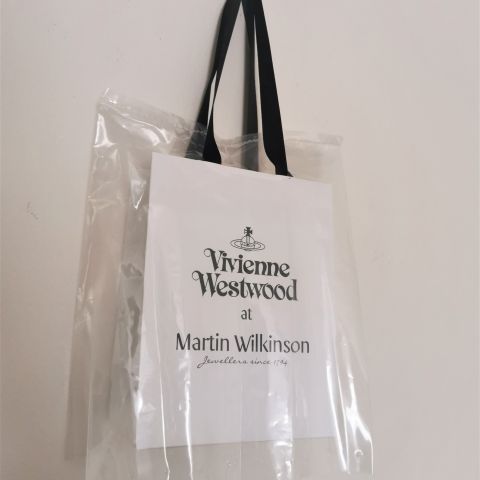 Vivienne
Westwood
at
Martin Wilkinson
Jewellers since 1794